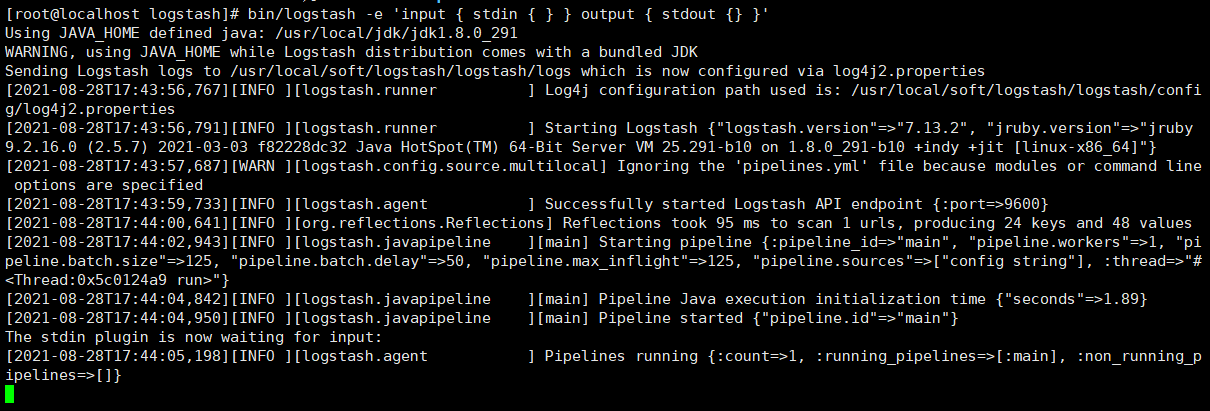 [root@localhost logstash]# bin/logstash -e 'input { stdin { } } output { stdout {} }'
Using JAVA_HOME defined java: /usr/local/jdk/jdk1.8.0_291
WARNING, using JAVA_HOME while Logstash distribution comes with a bundled JDK
Sending Logstash logs to /usr/local/soft/logstash/logstash/logs which is now configured via log4j2.properties
[2021-08-28T17:43:56,767][INFO ][logstash.runner          ] Log4j configuration path used is: /usr/local/soft/logstash/logstash/confi
g/log4j2.properties
[2021-08-28T17:43:56,791][INFO ][logstash.runner          ] Starting Logstash {"logstash.version"=>"7.13.2", "jruby.version"=>"jruby
9.2.16.0 (2.5.7) 2021-03-03 f82228dc32 Java HotSpot(TM) 64-Bit Server VM 25.291-b10 on 1.8.0_291-b10 +indy +jit [linux-x86_64]"}
[2021-08-28T17:43:57,687][WARN ][logstash.config.source.multilocal] Ignoring the 'pipelines.yml' file because modules or command line
 options are specified
[2021-08-28T17:43:59,733][INFO ][logstash.agent           ] Successfully started Logstash API endpoint {:port=>9600}
[2021-08-28T17:44:00,641][INFO ][org.reflections.Reflections] Reflections took 95 ms to scan 1 urls, producing 24 keys and 48 values
[2021-08-28T17:44:02,943][INFO ][logstash.javapipeline    ][main] Starting pipeline {:pipeline_id=>"main", "pipeline.workers"=>1, "pi
peline.batch.size"=>125, "pipeline.batch.delay"=>50, "pipeline.max_inflight"=>125, "pipeline.sources"=>["config string"], :thread=>"#
<Thread:0x5c0124a9 run>"}
[2021-08-28T17:44:04,842][INFO ][logstash.javapipeline    ][main] Pipeline Java execution initialization time {"seconds"=>1.89}
[2021-08-28T17:44:04,950][INFO ][logstash.javapipeline    ][main] Pipeline started {"pipeline.id"=>"main"}
The stdin plugin is now waiting for input:
[2021-08-28T17:44:05,198][INFO ][logstash.agent           ] Pipelines running {:count=>1, :running_pipelines=>[:main], :non_running_p
ipelines=>[]}